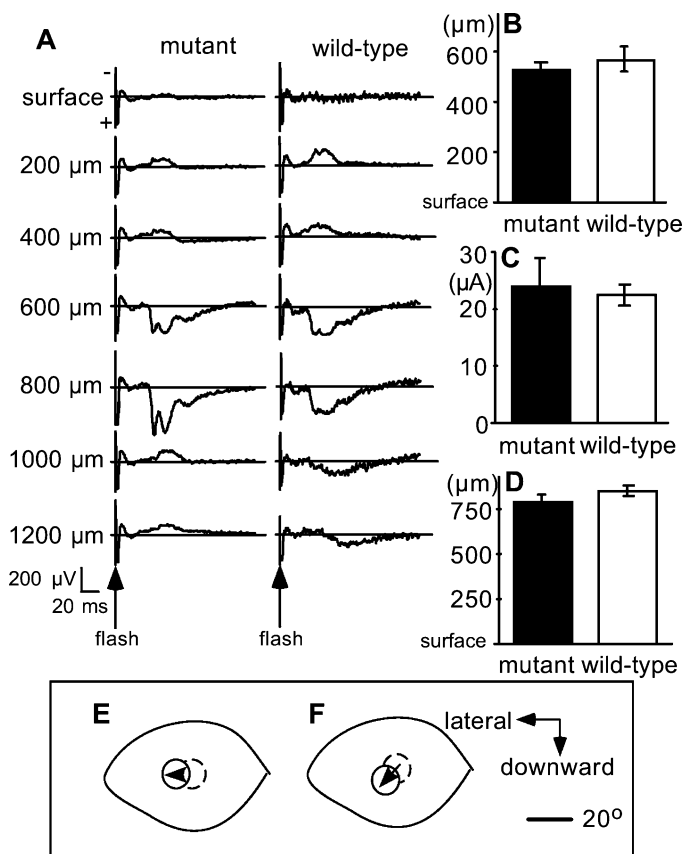 A
mutant
wild-type
-
surface
+
200 µm
400 µm
600 µm
800 µm
1000 µm
1200 µm
200 µV
20 ms
flash
flash
(µm)
B
600
400
200
surface
mutant wild-type
30
C
(µA)
20
10
0
mutant wild-type
(µm)
D
750
500
250
surface
mutant wild-type
E
F
lateral
downward
20º